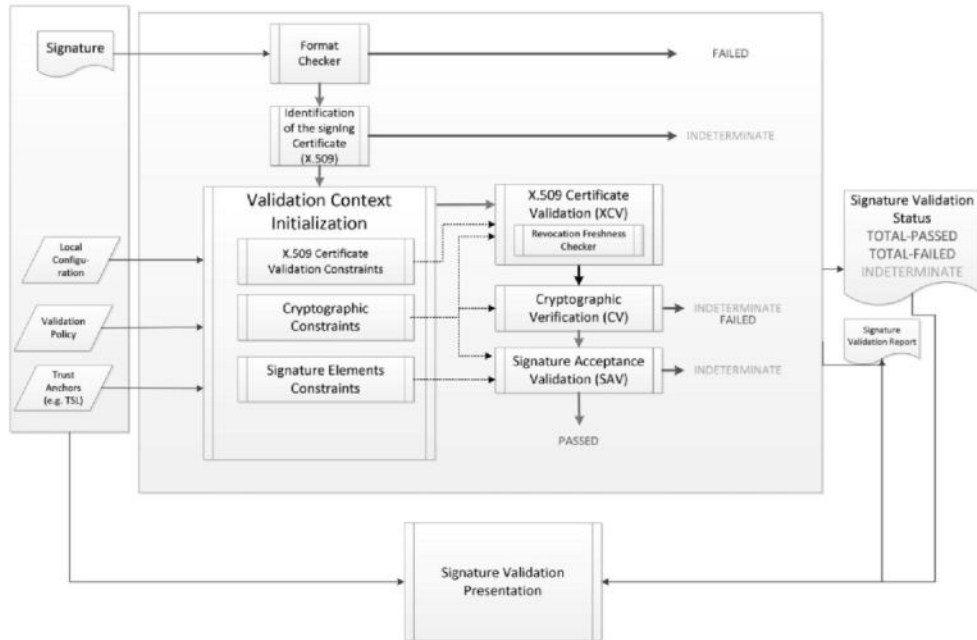 Signature
Format
Checker
FAILED
Identification
of the signing
Certificate
(X.509)
INDETERMINATE
Validation Context
Initialization
X.509 Certificate
Validation Constraints
Cryptographic
Constraints
Signature Elements
Constraints
X.509 Certificate
Validation (XCV)
Revocation Freshness
Checker
Cryptographic
Verification (CV)
INDETERMINATE
FAILED
Signature Acceptance
Validation (SAV)
INDETERMINATE
PASSED
Local
Configu-
ration
Validation
Policy
Trust
Anchors
(e.g. TSL)
Signature Validation
Status
TOTAL-PASSED
TOTAL-FAILED
INDETERMINATE
Signature
Validation Report
Signature Validation
Presentation